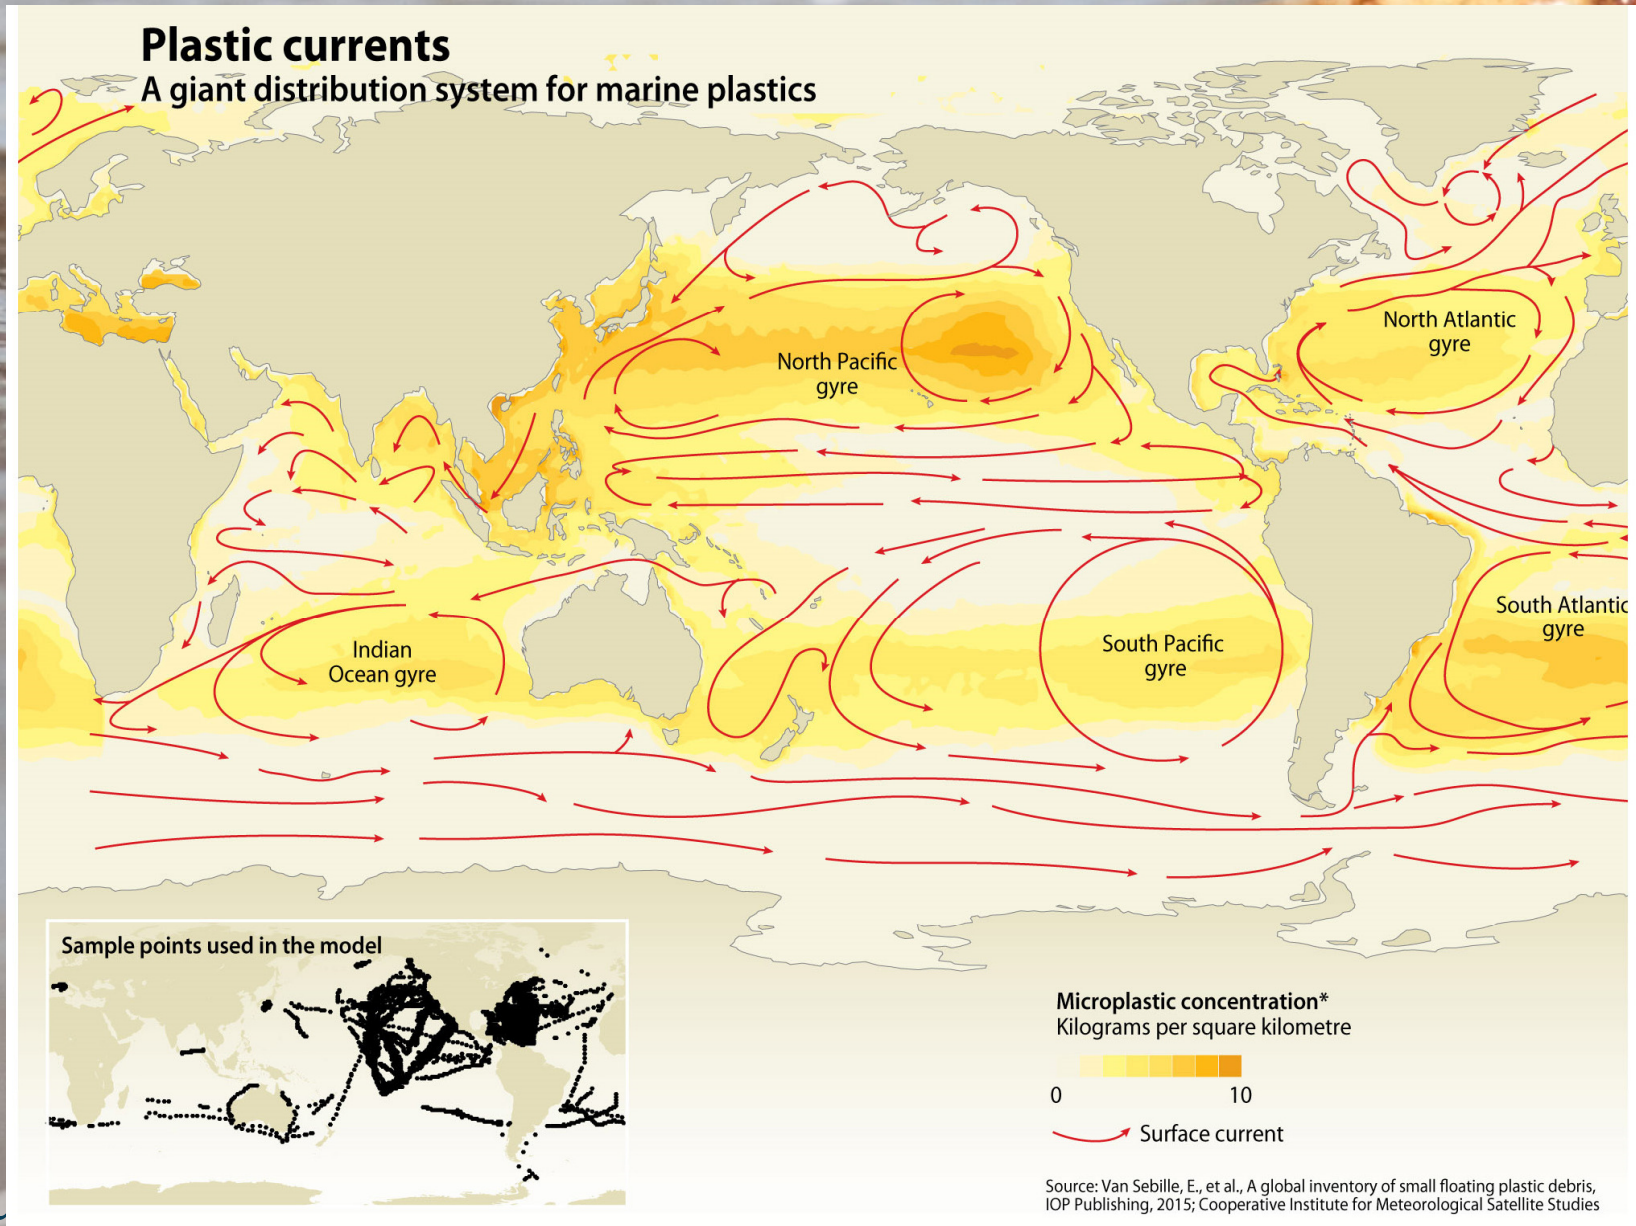 Plastic currents
A giant distribution system for marine plastics
North Pacific
gyre
North Atlantic
gyre
South Atlantic
gyre
South Pacific
gyre
Indian
Ocean gyre
Sample points used in the model
Microplastic concentration*
Kilograms per square kilometre
0 10
Surface current
Source: Van Sebille, E., et al., A global inventory of small floating plastic debris,
IOP Publishing, 2015; Cooperative Institute for Meteorological Satellite Studies